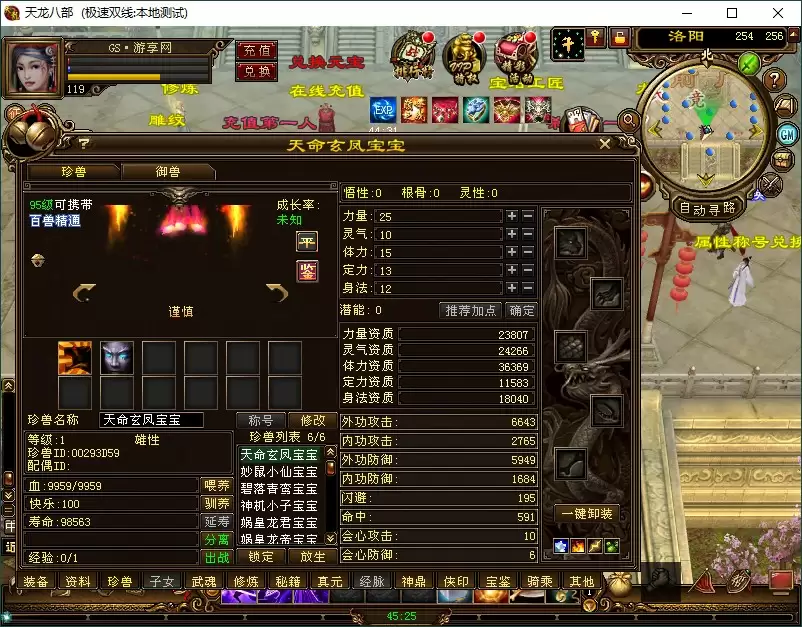 天龙八部 (极速双线:本地测试)
GS·游享网
119
充值
兑换
兑换天宝
修炼
在线充值
雕纹
充值第一人
44:31
EXP
VIP
洛阳
254 256
北
GM
自动寻路
属性称号兑换
天命玄凤宝宝
珍兽 御兽
95级可携带
百兽精通
成长率:
未知
平
鉴
谨慎
悟性:0 根骨:0 灵性:0
力量:25
灵气:10
体力:15
定力:13
身法:12
潜能:0
推荐加点 确定
力量资质 23807
灵气资质 24266
体力资质 36369
定力资质 11583
身法资质 18040
外功攻击: 6643
内功攻击: 2765
外功防御: 5949
内功防御: 1684
闪避: 195
命中: 591
会心攻击: 10
会心防御: 6
一键卸装
珍兽名称 天命玄凤宝宝 称号 修改
等级:1 雄性
珍兽ID:00293D59
配偶ID:
血:9959/9959 喂养
快乐:100 驯养
寿命:98563 延寿
分离
经验:0/1 出战
珍兽列表 6/6
天命玄凤宝宝
妙鼠小仙宝宝
碧落青鸾宝宝
神机小子宝宝
娲皇龙君宝宝
娲皇龙帝宝宝
锁定 放生
装备 资料 珍兽 子女 武魂 修炼 秘籍 真元 经脉 神鼎 侠印 宝鉴 骑乘 其他
45:25